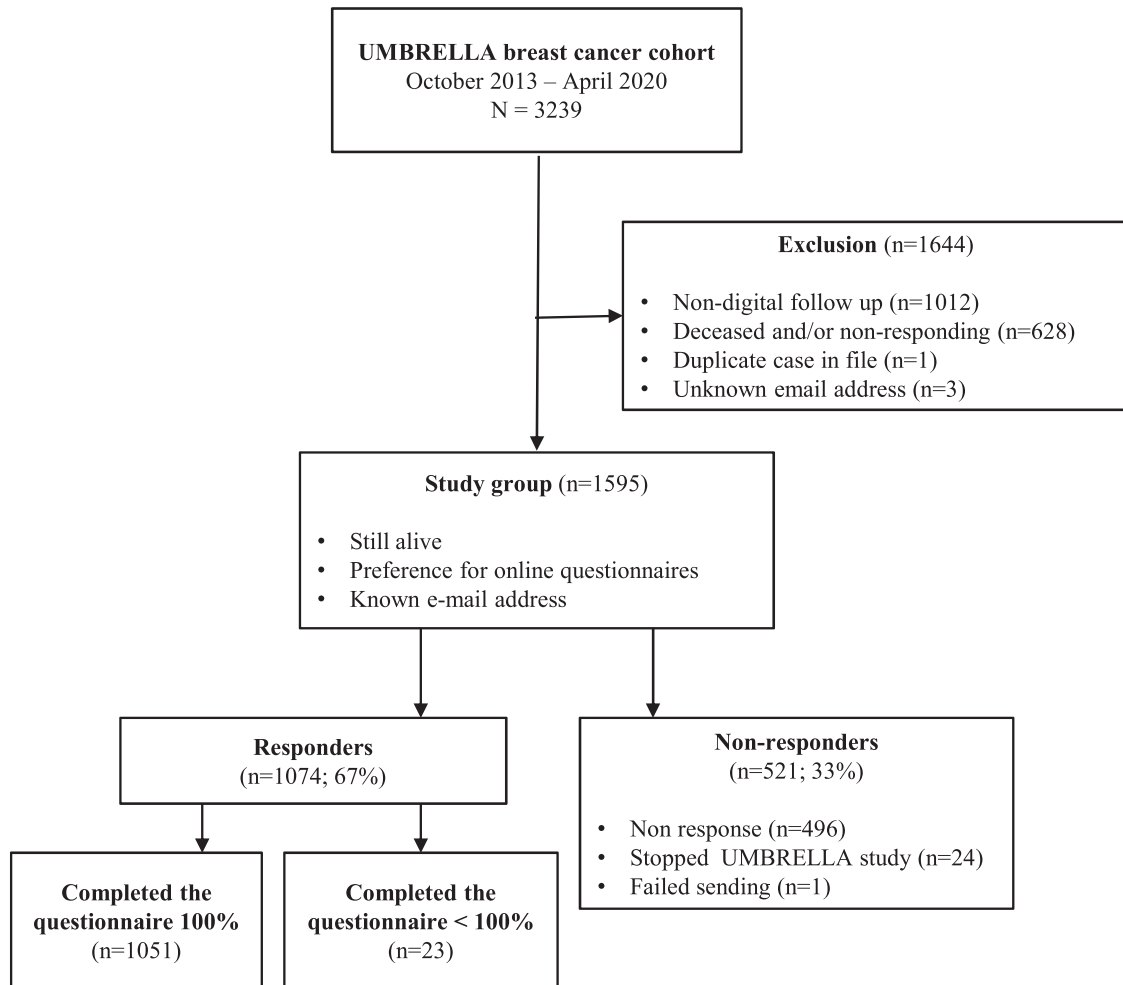 UMBRELLA breast cancer cohort
October 2013 – April 2020
N = 3239
Exclusion (n=1644)
• Non-digital follow up (n=1012)
• Deceased and/or non-responding (n=628)
• Duplicate case in file (n=1)
• Unknown email address (n=3)
Study group (n=1595)
• Still alive
• Preference for online questionnaires
• Known e-mail address
Responders
(n=1074; 67%)
Non-responders
(n=521; 33%)
• Non response (n=496)
• Stopped UMBRELLA study (n=24)
• Failed sending (n=1)
Completed the
questionnaire 100%
(n=1051)
Completed the
questionnaire < 100%
(n=23)